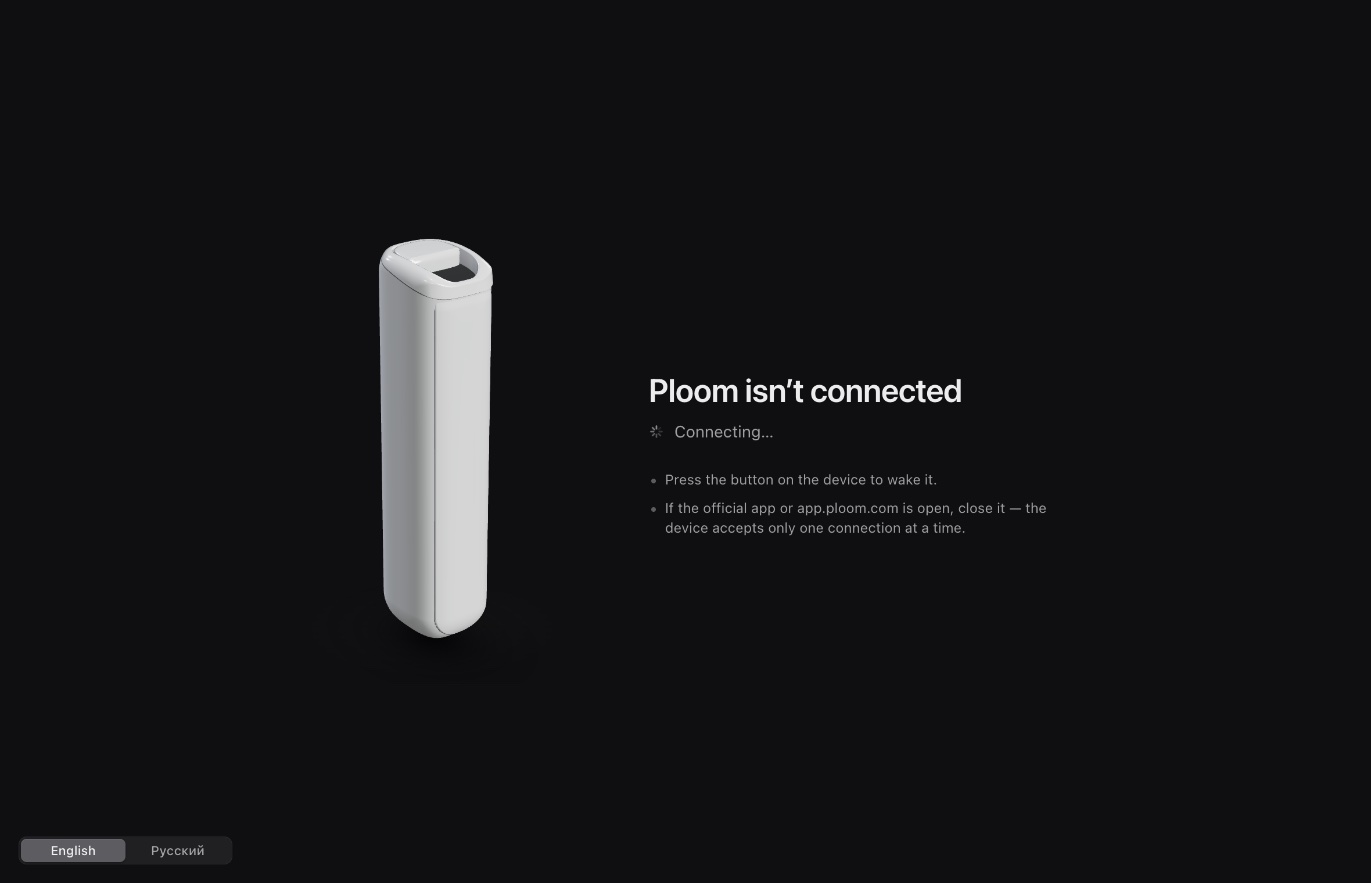 Ploom isn’t connected
Connecting...
Press the button on the device to wake it.
If the official app or app.ploom.com is open, close it — the
device accepts only one connection at a time.
English
Русский